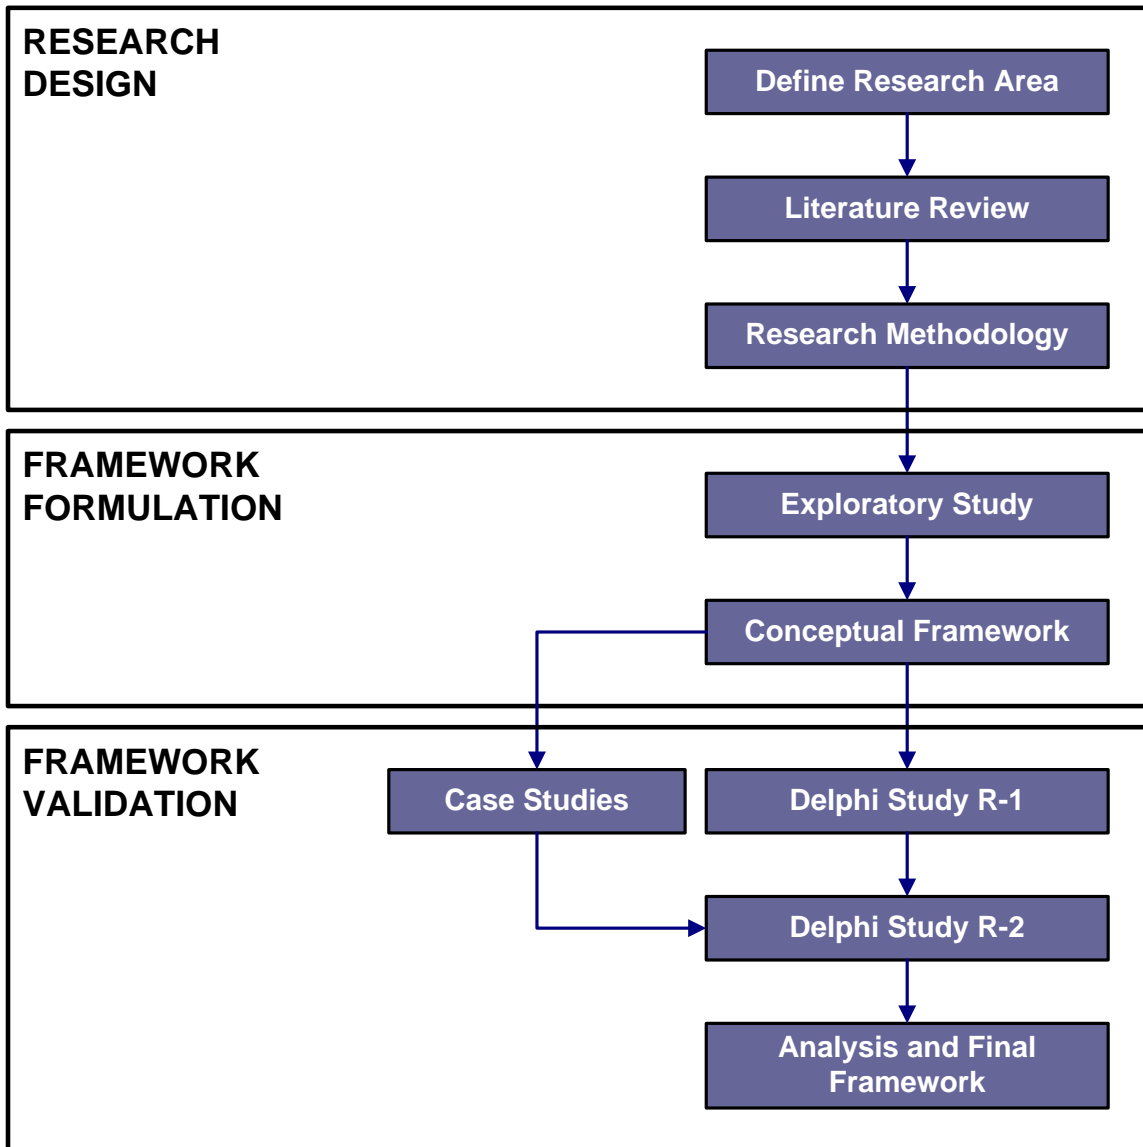 RESEARCH
DESIGN
Define Research Area
Literature Review
Research Methodology
FRAMEWORK
FORMULATION
Exploratory Study
Conceptual Framework
FRAMEWORK
VALIDATION
Case Studies
Delphi Study R-1
Delphi Study R-2
Analysis and Final
Framework